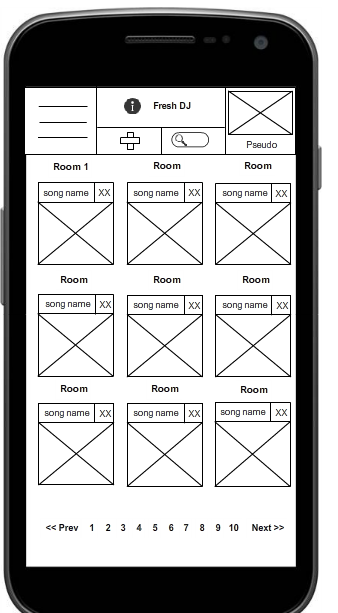 i Fresh DJ
Pseudo
Room 1 Room Room
song name XX song name XX song name XX
Room Room Room
song name XX song name XX song name XX
Room Room Room
song name XX song name XX song name XX
<< Prev 1 2 3 4 5 6 7 8 9 10 Next >>